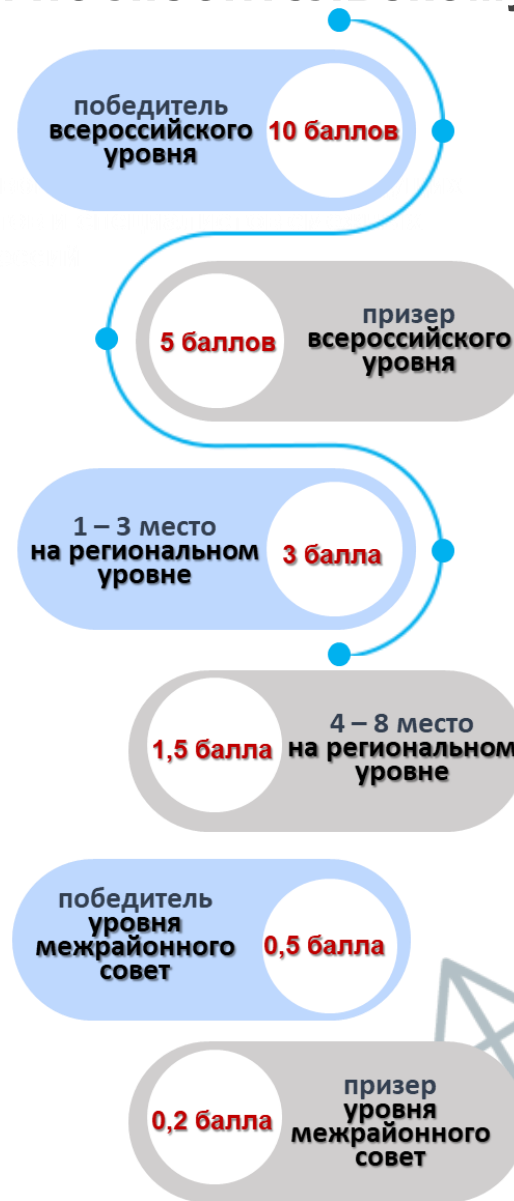 победитель
всероссийского
уровня
10 баллов
5 баллов
призер
всероссийского
уровня
1 – 3 место
на региональном
уровне
3 балла
1,5 балла
4 – 8 место
на региональном
уровне
победитель
уровня
межрайонного
совет
0,5 балла
0,2 балла
призер
уровня
межрайонного
совет